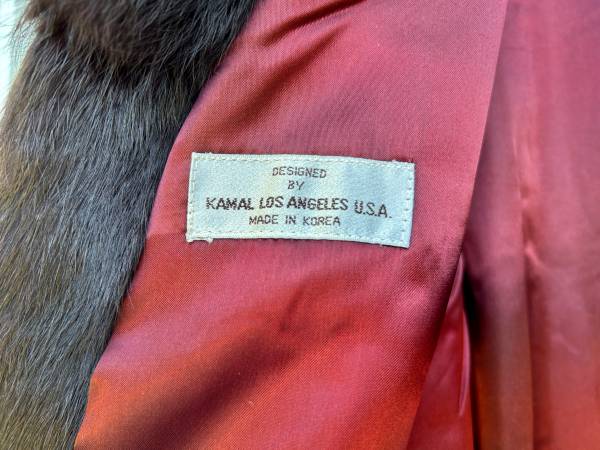 DESIGNED
BY
KAMAL LOS ANGELES U.S.A.
MADE IN KOREA